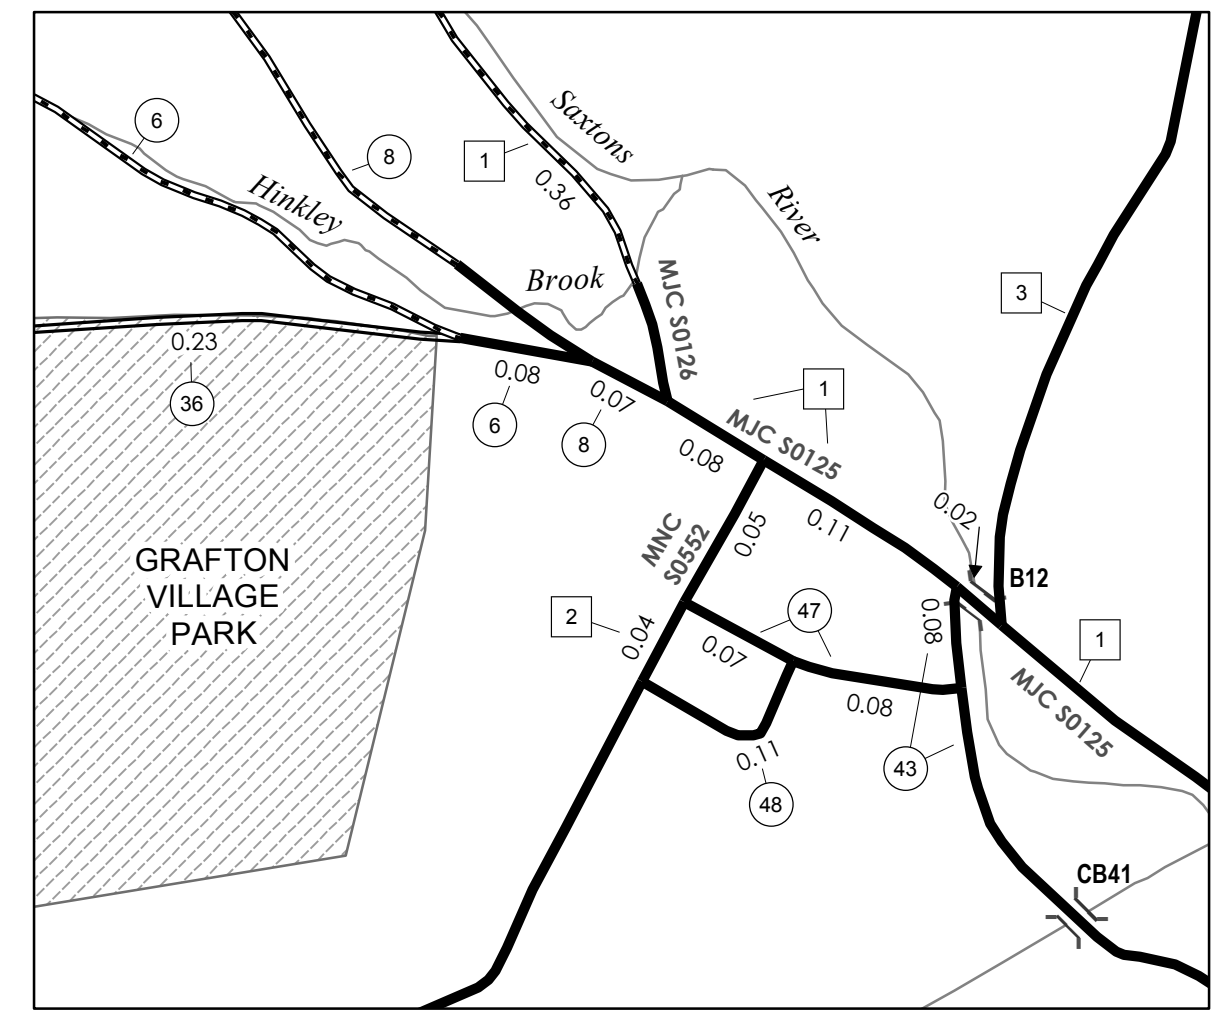 6
8
1
Saxtons
0.36
Hinkley
River
Brook
MJC S0126
3
0.23
36
0.08
6
0.07
8
1
MJC S0125
0.08
0.11
0.02
MNC
S0552
0.05
B12
GRAFTON
VILLAGE
PARK
2
0.04
47
0.07
0.08
0.08
1
MJC S0125
43
0.11
48
CB41